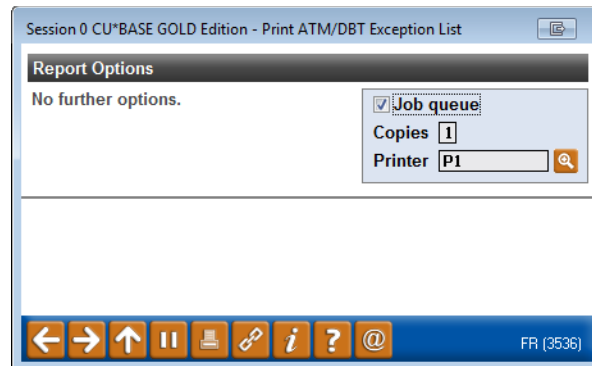 Session 0 CU*BASE GOLD Edition - Print ATM/DBT Exception List
Report Options
No further options.
Job queue
Copies 1
Printer P1
FR (3536)